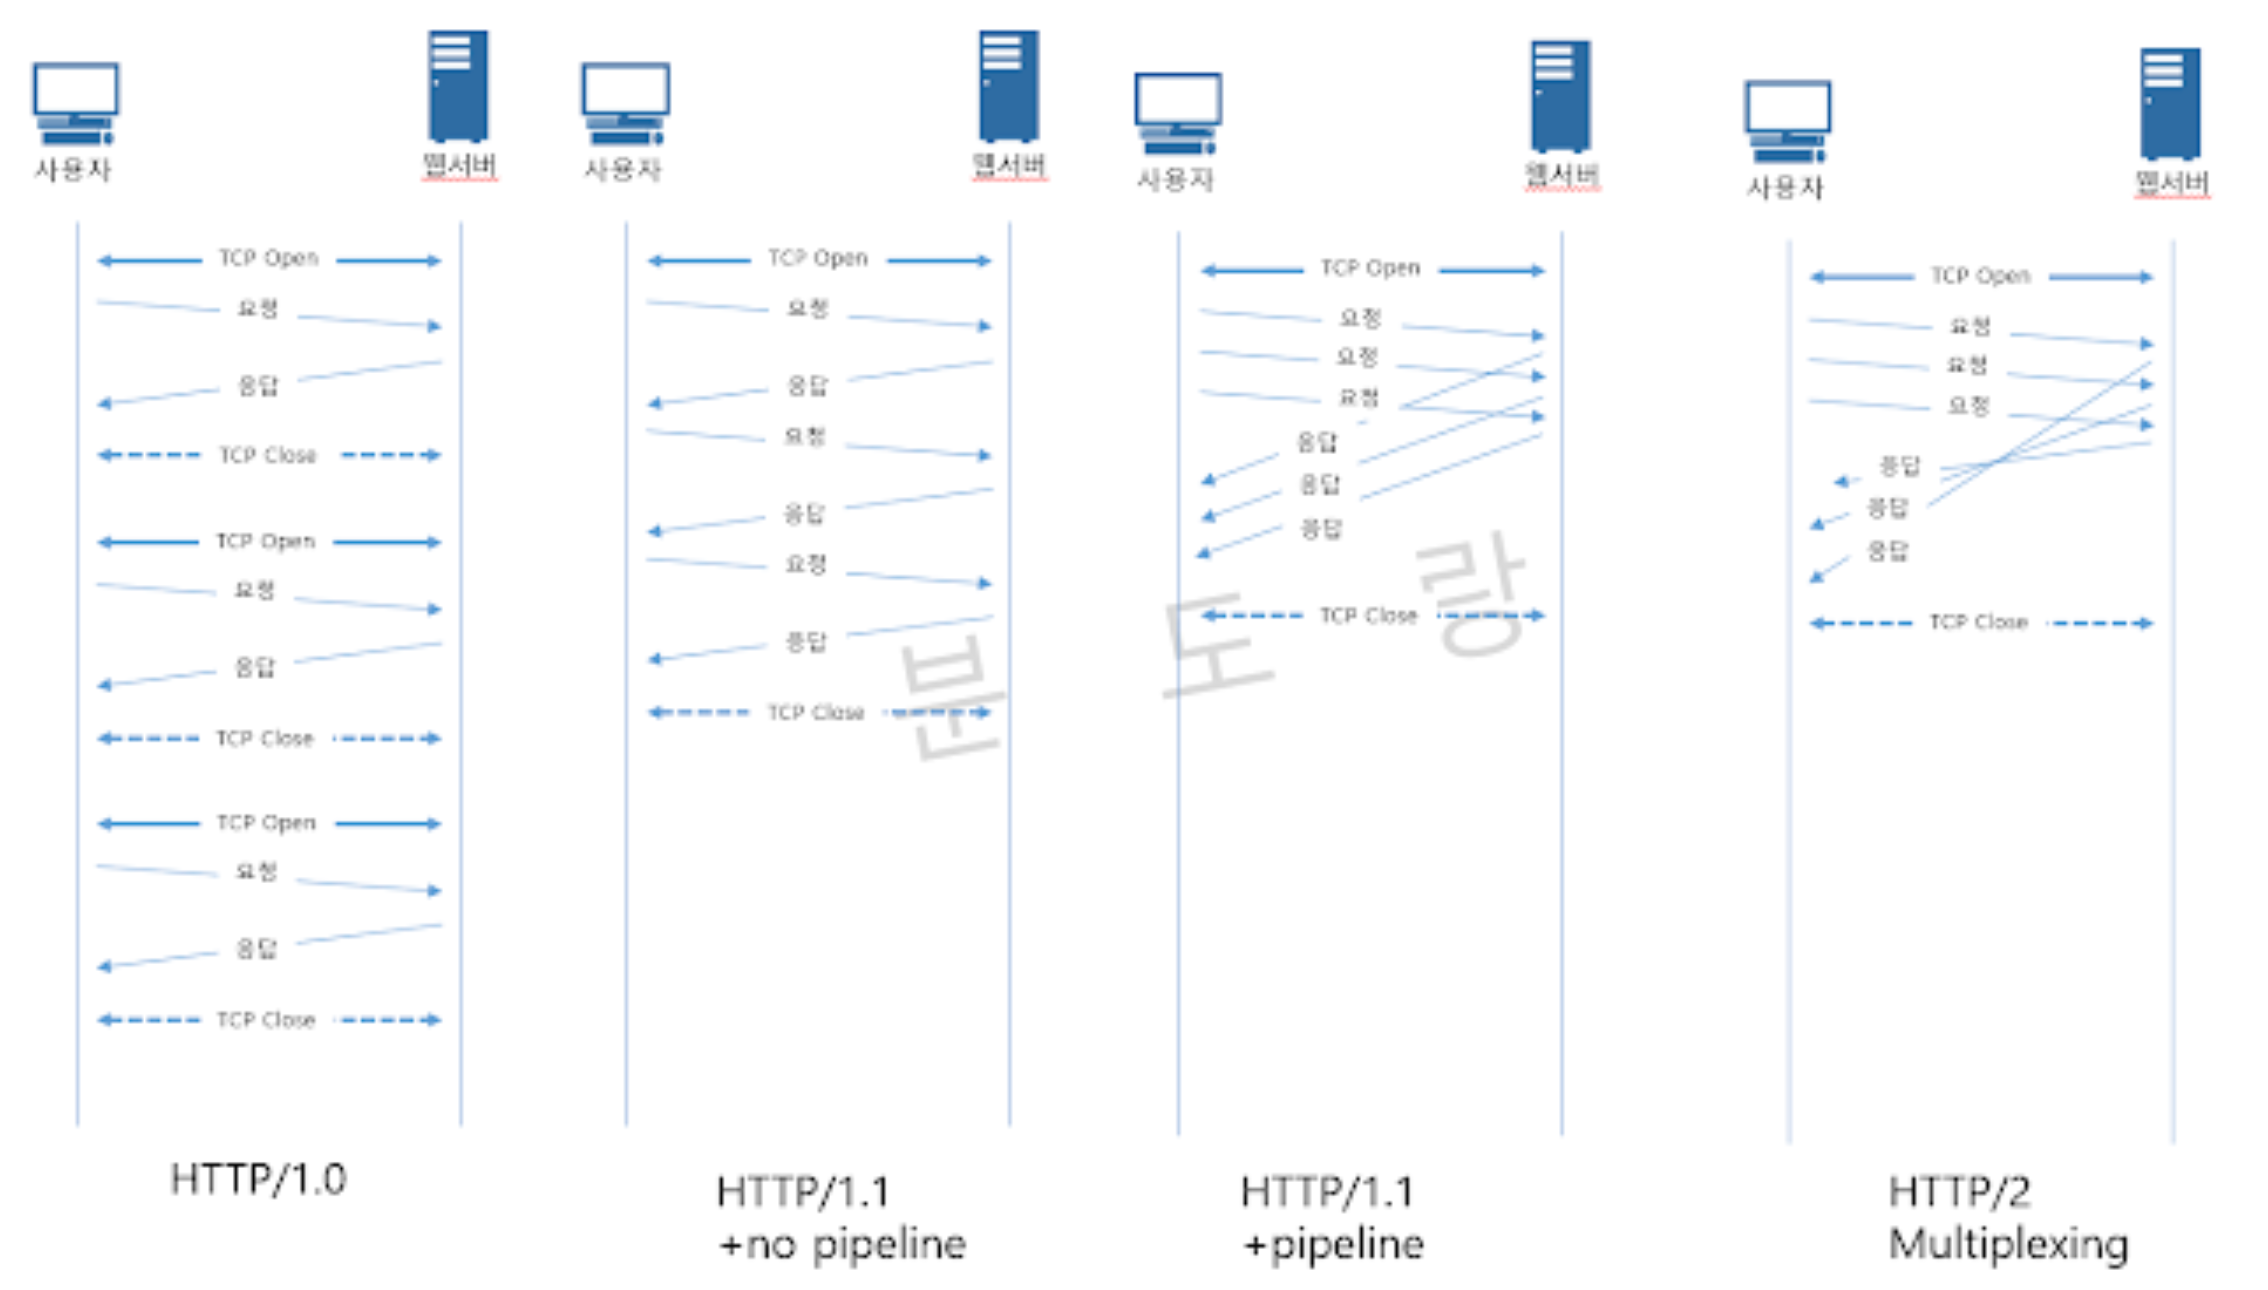 사용자
웹서버
TCP Open
요청
응답
TCP Close
TCP Open
요청
응답
TCP Close
TCP Open
요청
응답
TCP Close
HTTP/1.0
사용자
웹서버
TCP Open
요청
응답
요청
응답
요청
응답
TCP Close
HTTP/1.1
+no pipeline
사용자
웹서버
TCP Open
요청
요청
요청
응답
응답
응답
TCP Close
HTTP/1.1
+pipeline
사용자
웹서버
TCP Open
요청
요청
요청
응답
응답
응답
TCP Close
HTTP/2
Multiplexing
분 도 랑